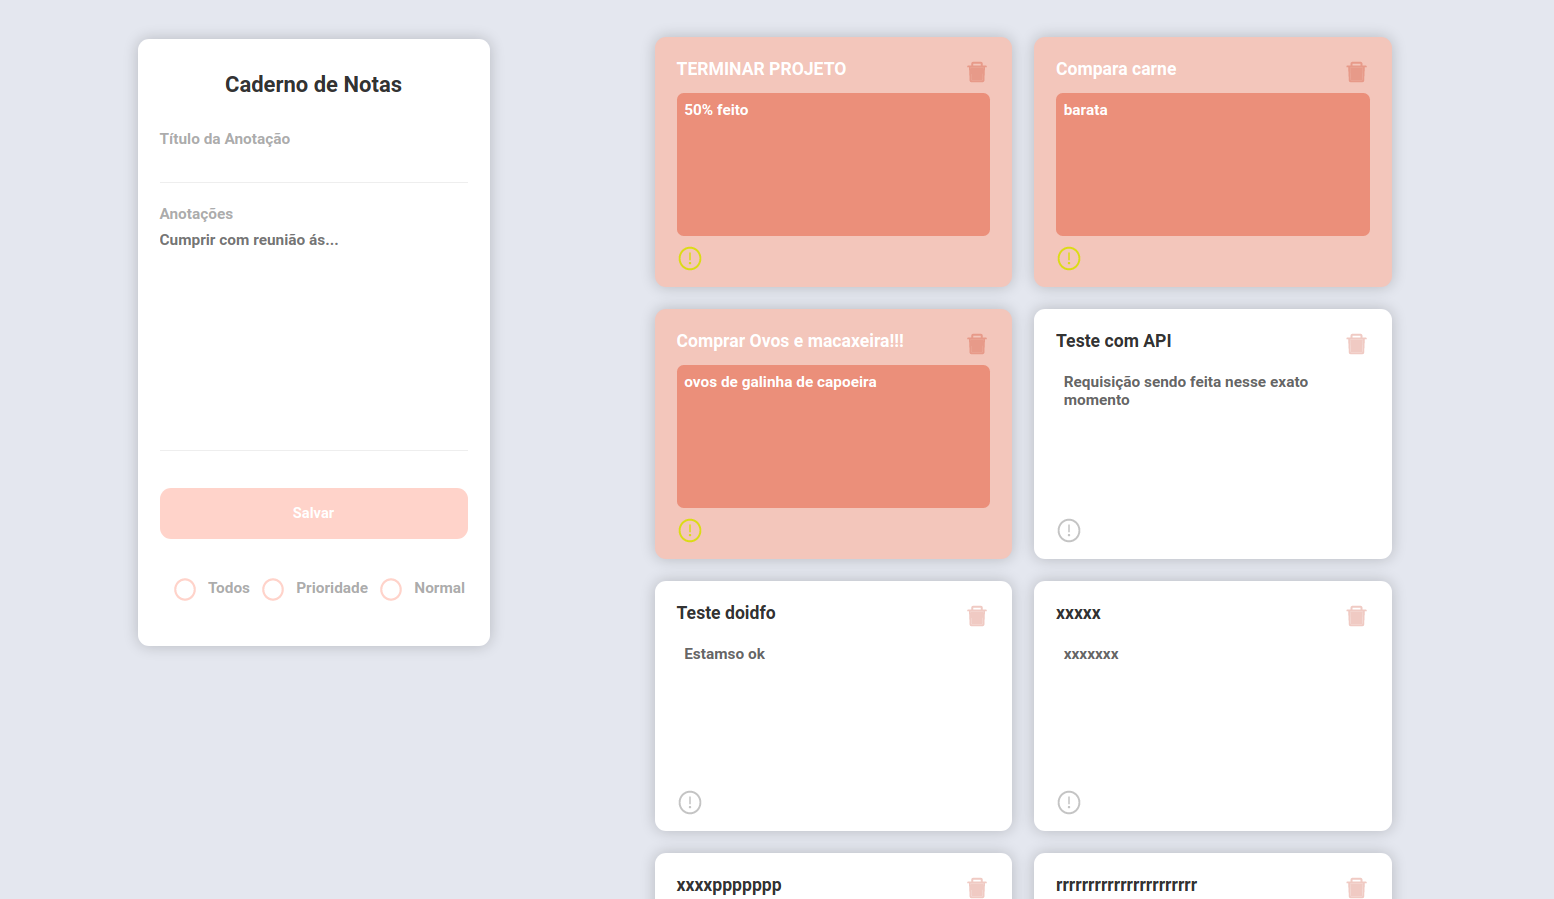 Caderno de Notas
Título da Anotação
Anotações
Cumprir com reunião ás...
Salvar
Todos
Prioridade
Normal
TERMINAR PROJETO
50% feito
Compara carne
barata
Comprar Ovos e macaxeira!!!
ovos de galinha de capoeira
Teste com API
Requisição sendo feita nesse exato
momento
Teste doidfo
Estamso ok
xxxxx
xxxxxxx
xxxxppppppp
rrrrrrrrrrrrrrrrrrrrrr